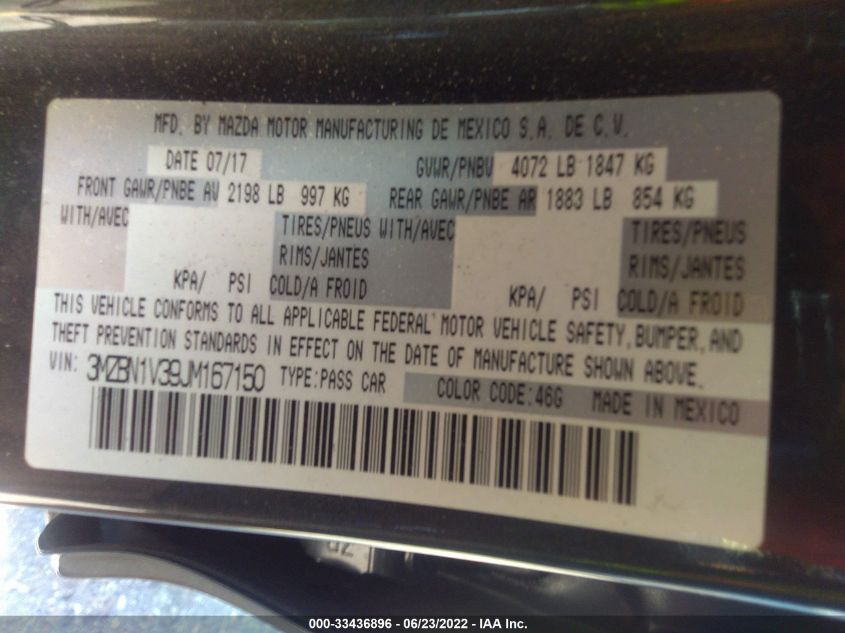 MFD. BY MAZDA MOTOR MANUFACTURING DE MEXICO S.A. DE C.V.
DATE 07/17 GVWR/PNBV 4072 LB 1847 KG
FRONT GAWR/PNBE AV 2198 LB 997 KG REAR GAWR/PNBE AR 1883 LB 854 KG
WITH/AVEC TIRES/PNEUS WITH/AVEC TIRES/PNEUS
RIMS/JANTES RIMS/JANTES
KPA/ PSI COLD/A FROID KPA/ PSI COLD/A FROID
THIS VEHICLE CONFORMS TO ALL APPLICABLE FEDERAL MOTOR VEHICLE SAFETY, BUMPER, AND
THEFT PREVENTION STANDARDS IN EFFECT ON THE DATE OF MANUFACTURE SHOWN ABOVE.
VIN: 3MZBN1V39JM167150 TYPE:PASS CAR COLOR CODE:46G MADE IN MEXICO
000-33436896 - 06/23/2022 - IAA Inc.